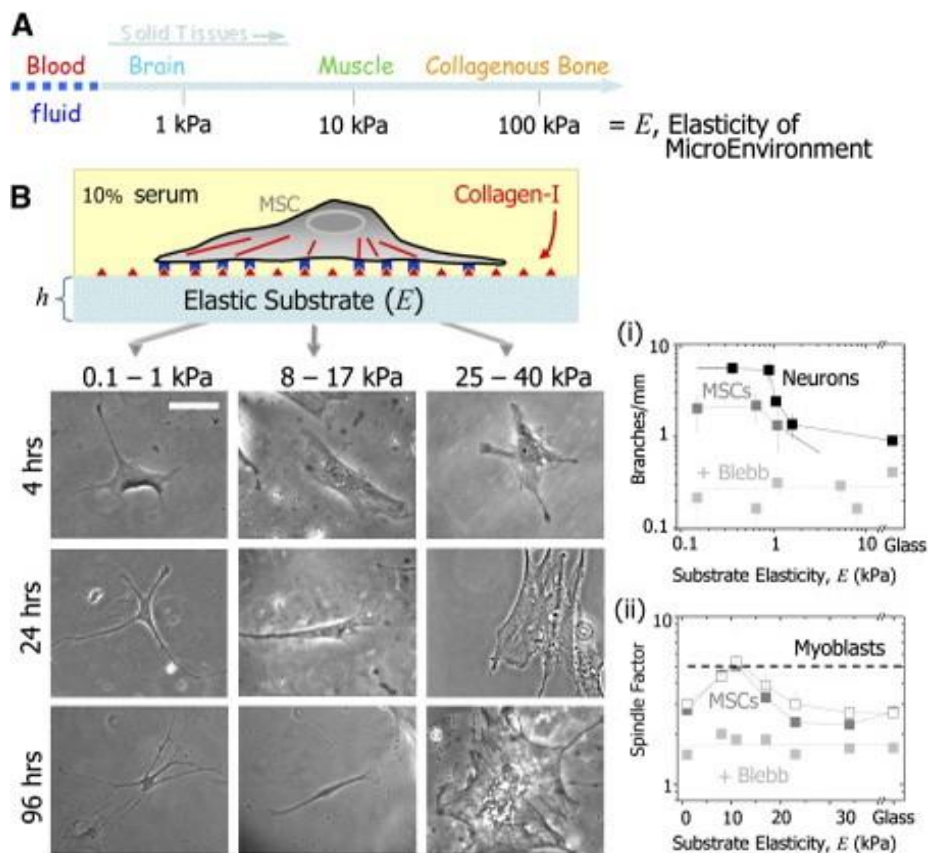 A
Solid Tissues
Blood Brain Muscle Collagenous Bone
fluid
1 kPa 10 kPa 100 kPa = E, Elasticity of
MicroEnvironment
B
10% serum MSC Collagen-I
h Elastic Substrate (E)
0.1 – 1 kPa 8 – 17 kPa 25 – 40 kPa
4 hrs
24 hrs
96 hrs
(i)
10
Neurons
MSCs
1
+ Blebb
0.1
Branches/mm
0.1 1 10 Glass
Substrate Elasticity, E (kPa)
(ii)
10
Myoblasts
MSCs
+ Blebb
1
Spindle Factor
0 10 20 30 Glass
Substrate Elasticity, E (kPa)